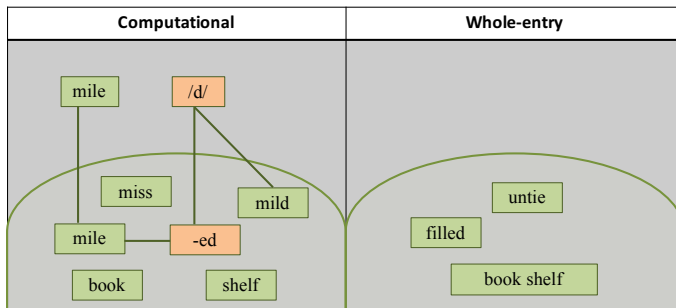 Computational
Whole-entry
mile
/d/
miss
mild
untie
mile
-ed
filled
book
shelf
book shelf